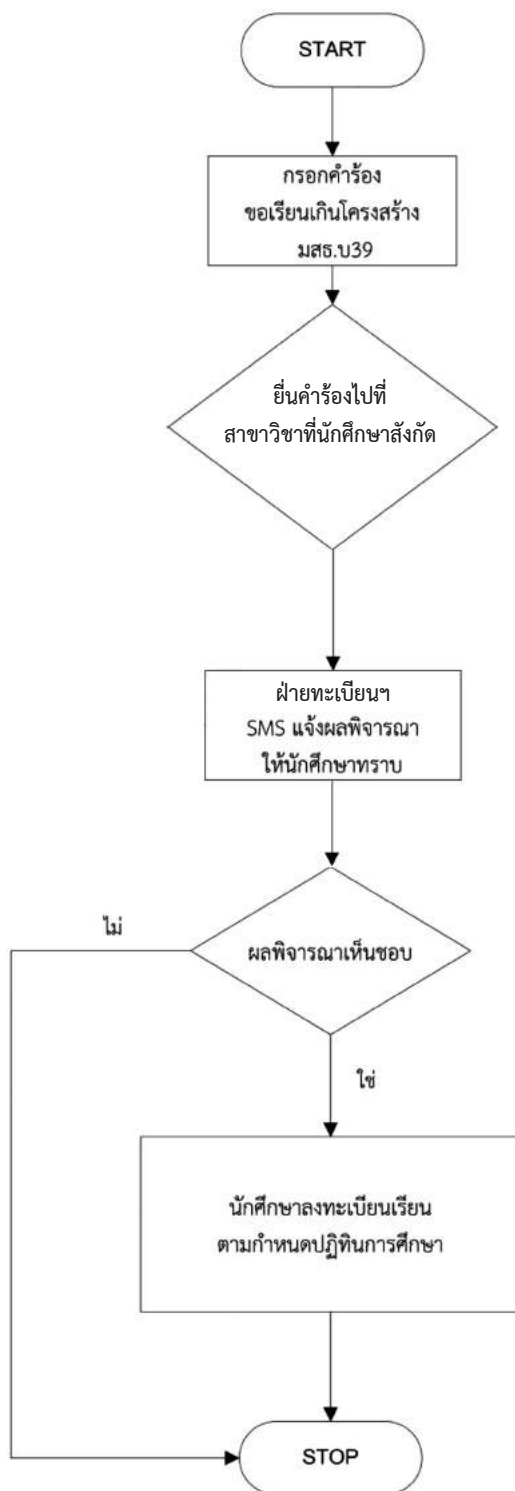 START
กรอกคำร้อง
ขอเรียนเกินโครงสร้าง
มสธ.บ39
ยื่นคำร้องไปที่
สาขาวิชาที่นักศึกษาสังกัด
ฝ่ายทะเบียนฯ
SMS แจ้งผลพิจารณา
ให้นักศึกษาทราบ
ไม่
ผลพิจารณาเห็นชอบ
ใช่
นักศึกษาลงทะเบียนเรียน
ตามกำหนดปฏิทินการศึกษา
STOP